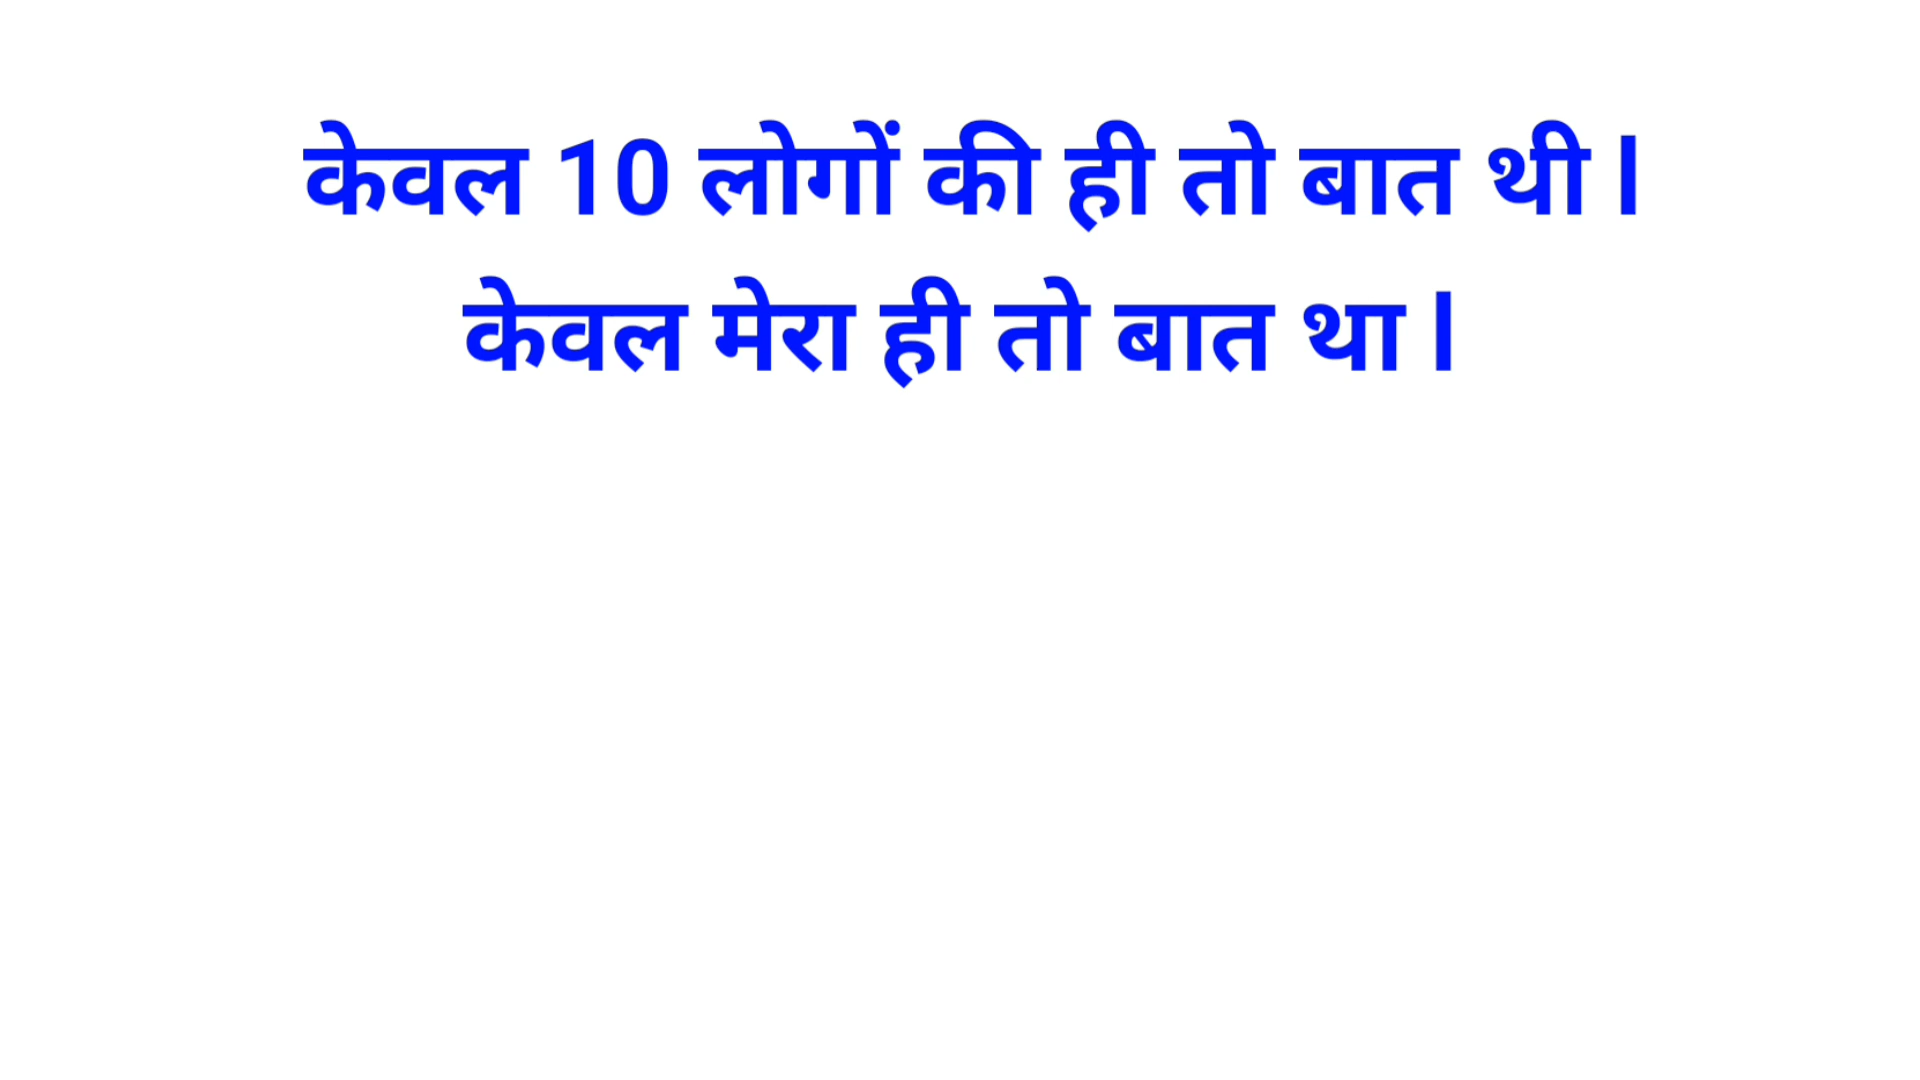 केवल 10 लोगों की ही तो बात थी l
केवल मेरा ही तो बात था l